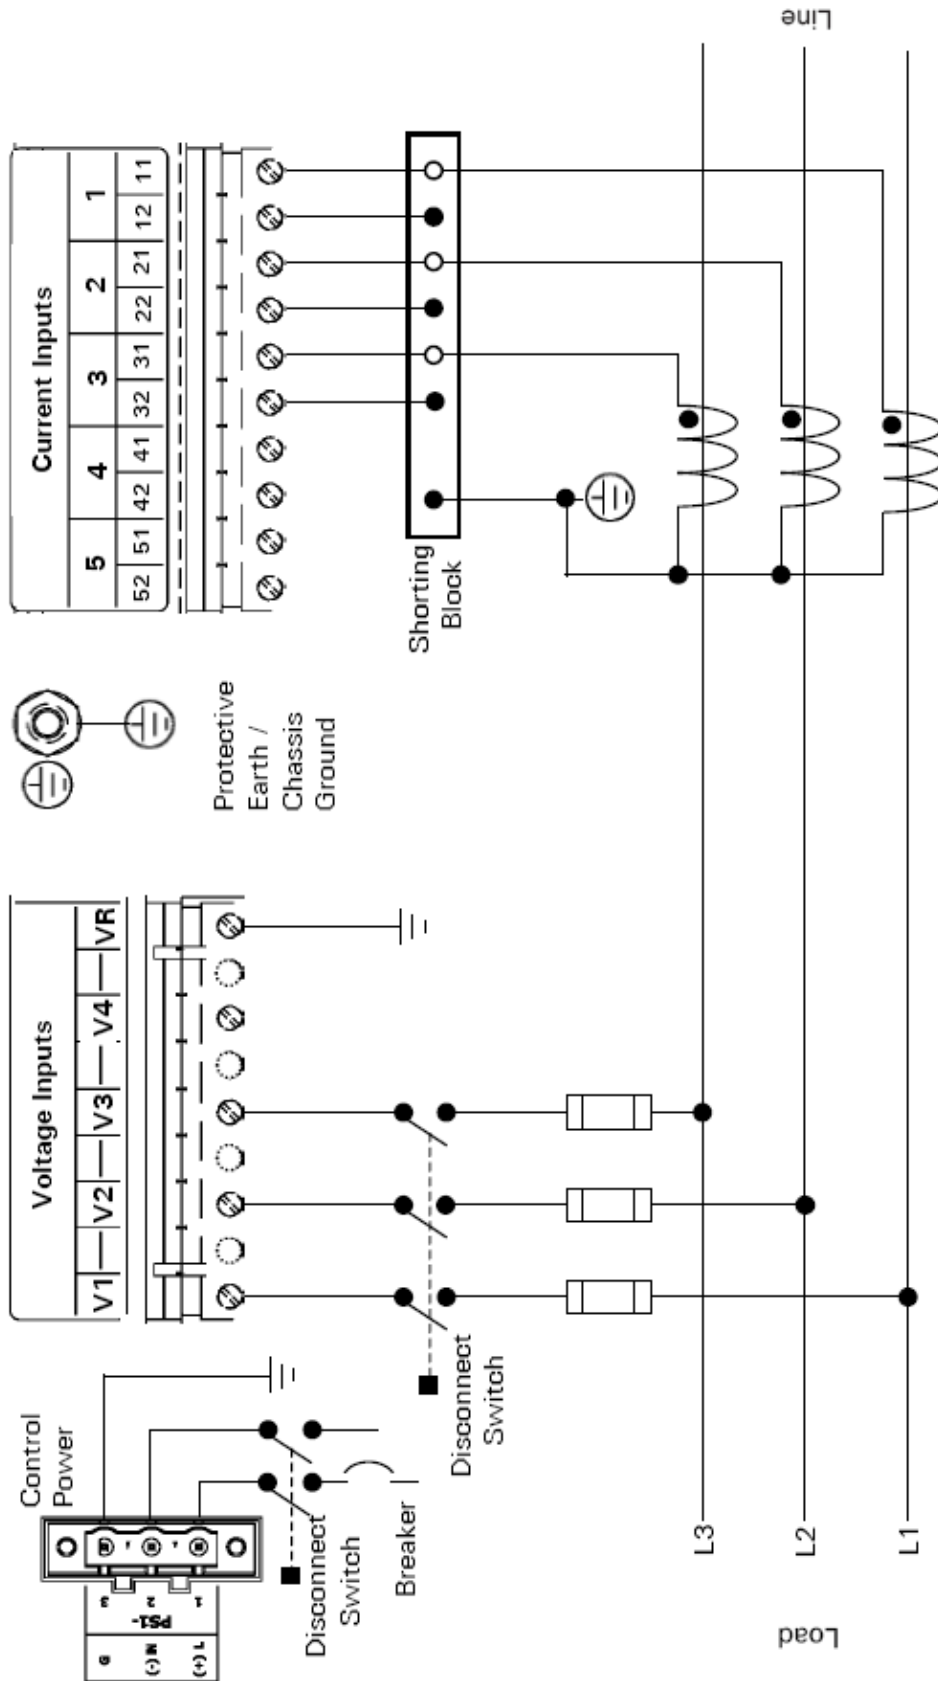 Control
Power
G
N(-)
L(+)
PS1-
3
2
1
Disconnect
Switch
Breaker
Voltage Inputs
V1 — V2 — V3 — V4 — VR
Disconnect
Switch
Protective
Earth /
Chassis
Ground
Current Inputs
5 4 3 2 1
52 51 42 41 32 31 22 21 12 11
Shorting
Block
L3
L2
L1
Load
Line